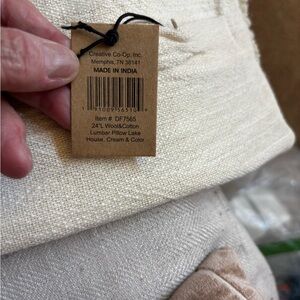 Creative Co-Op, Inc.
Memphis, TN 38141
MADE IN INDIA
Item #: DF7565
24"L Wool&Cotton
Lumbar Pillow Lake
House, Cream & Color